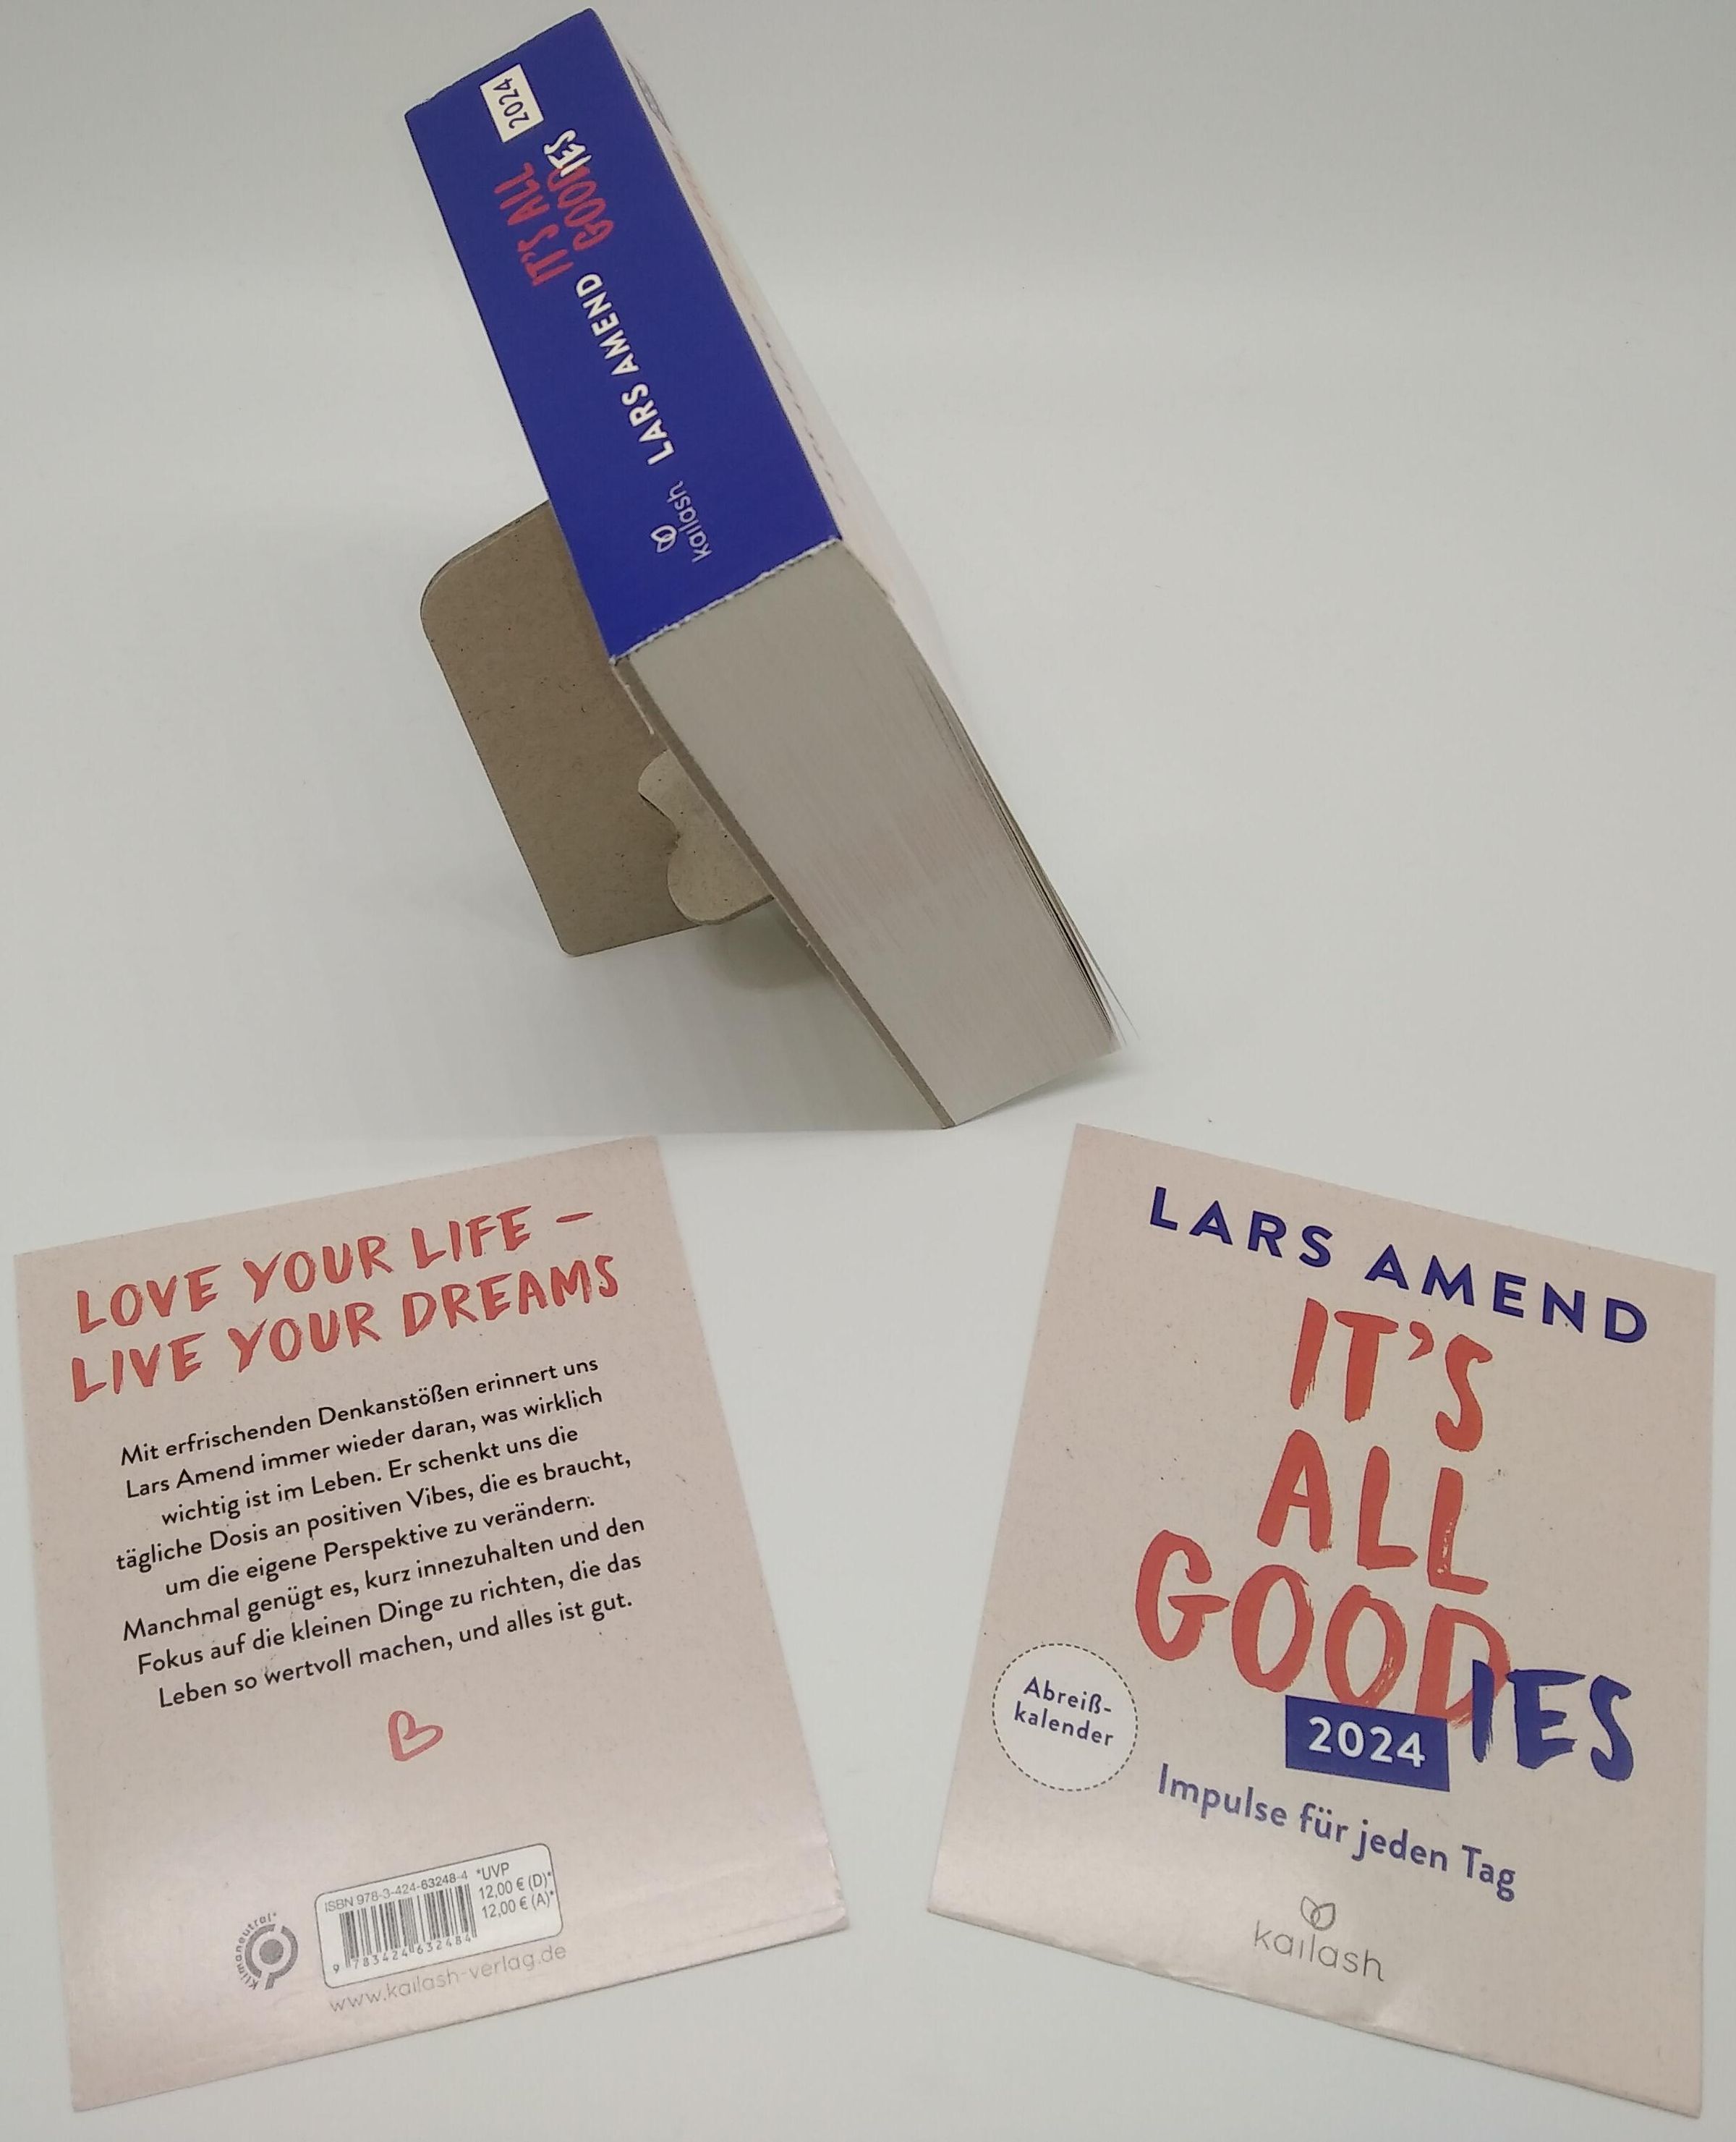 2024
IT'S ALL
GOODIES
LARS AMEND
kailash
LOVE YOUR LIFE –
LIVE YOUR DREAMS
Mit erfrischenden Denkanstößen erinnert uns
Lars Amend immer wieder daran, was wirklich
wichtig ist im Leben. Er schenkt uns die
tägliche Dosis an positiven Vibes, die es braucht,
um die eigene Perspektive zu verändern.
Manchmal genügt es, kurz innezuhalten und den
Fokus auf die kleinen Dinge zu richten, die das
Leben so wertvoll machen, und alles ist gut.
Klimaneutral*
ISBN 978-3-424-63248-4
*UVP
12,00 € (D)*
12,00 € (A)*
9 783424 632484
www.kailash-verlag.de
LARS AMEND
IT'S
ALL
GOODIES
2024
Abreiß-
kalender
Impulse für jeden Tag
kailash